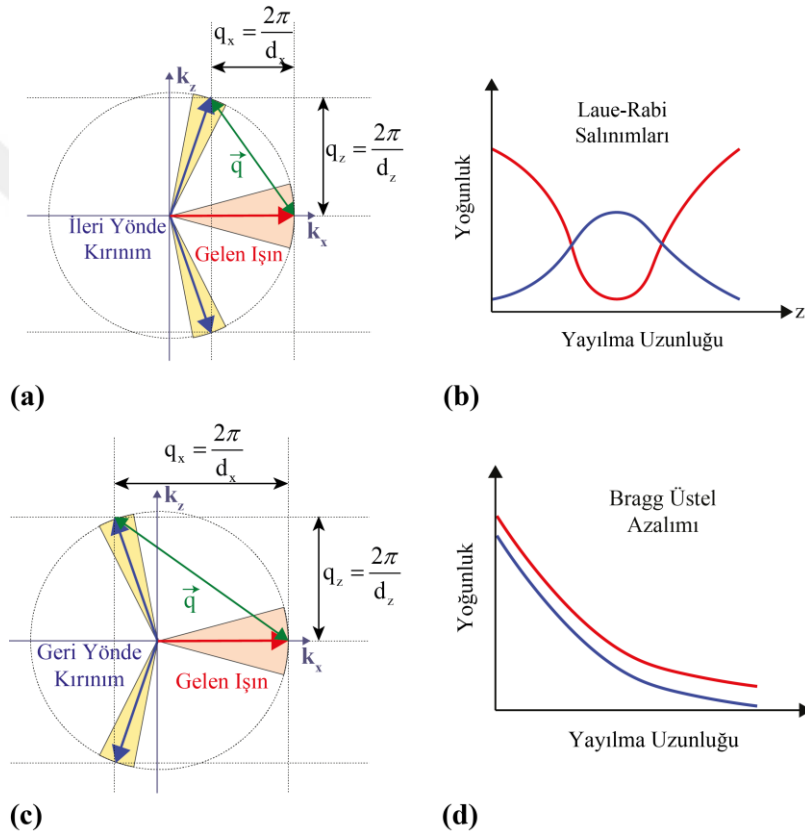 q_x = 2π/d_x
k_z
q_z = 2π/d_z
q⃗
İleri Yönde
Kırınım
Gelen Işın
k_x
(a)
Laue-Rabi
Salınımları
Yoğunluk
z
Yayılma Uzunluğu
(b)
q_x = 2π/d_x
k_z
q_z = 2π/d_z
q⃗
Geri Yönde
Kırınım
Gelen Işın
k_x
(c)
Bragg Üstel
Azalımı
Yoğunluk
Yayılma Uzunluğu
(d)